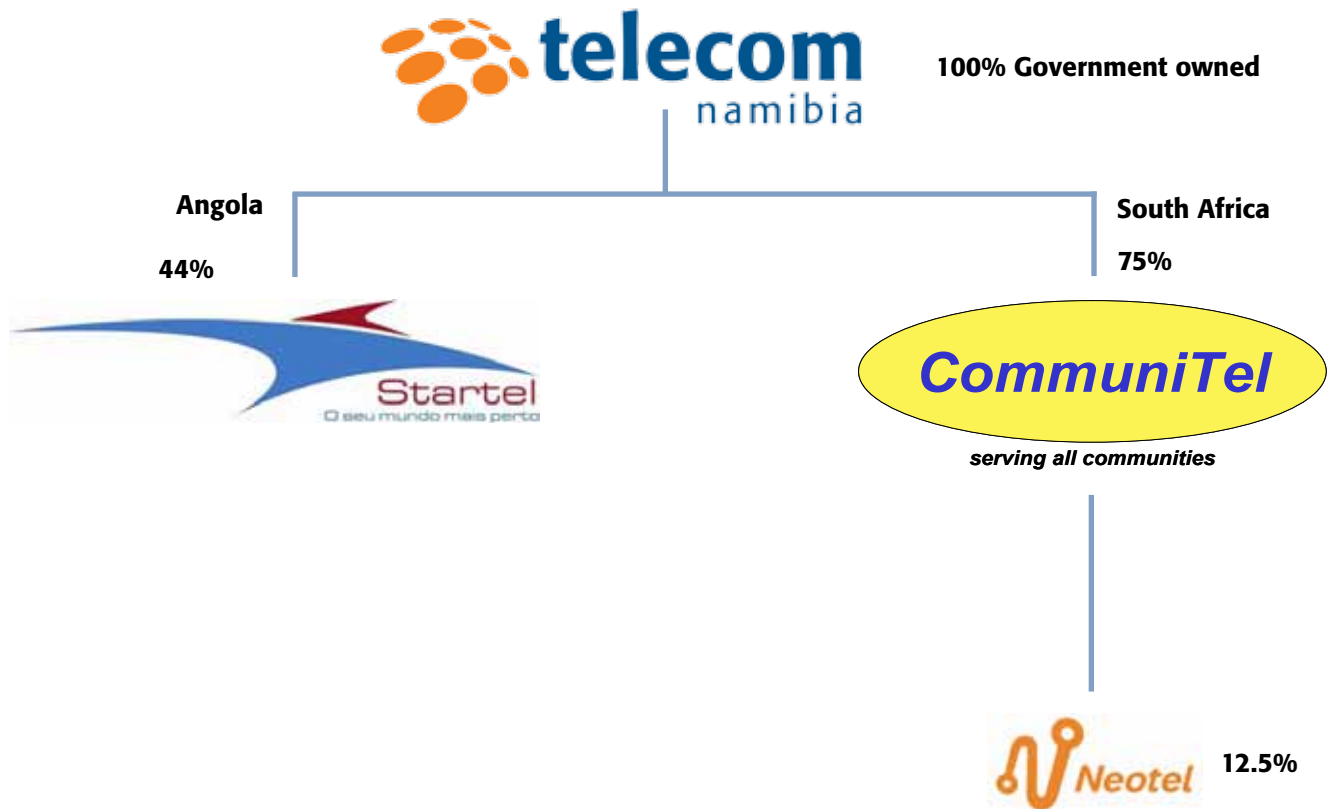 telecom
namibia
100% Government owned
Angola
44%
South Africa
75%
Startel
O seu mundo mais perto
CommuniTel
serving all communities
Neotel
12.5%